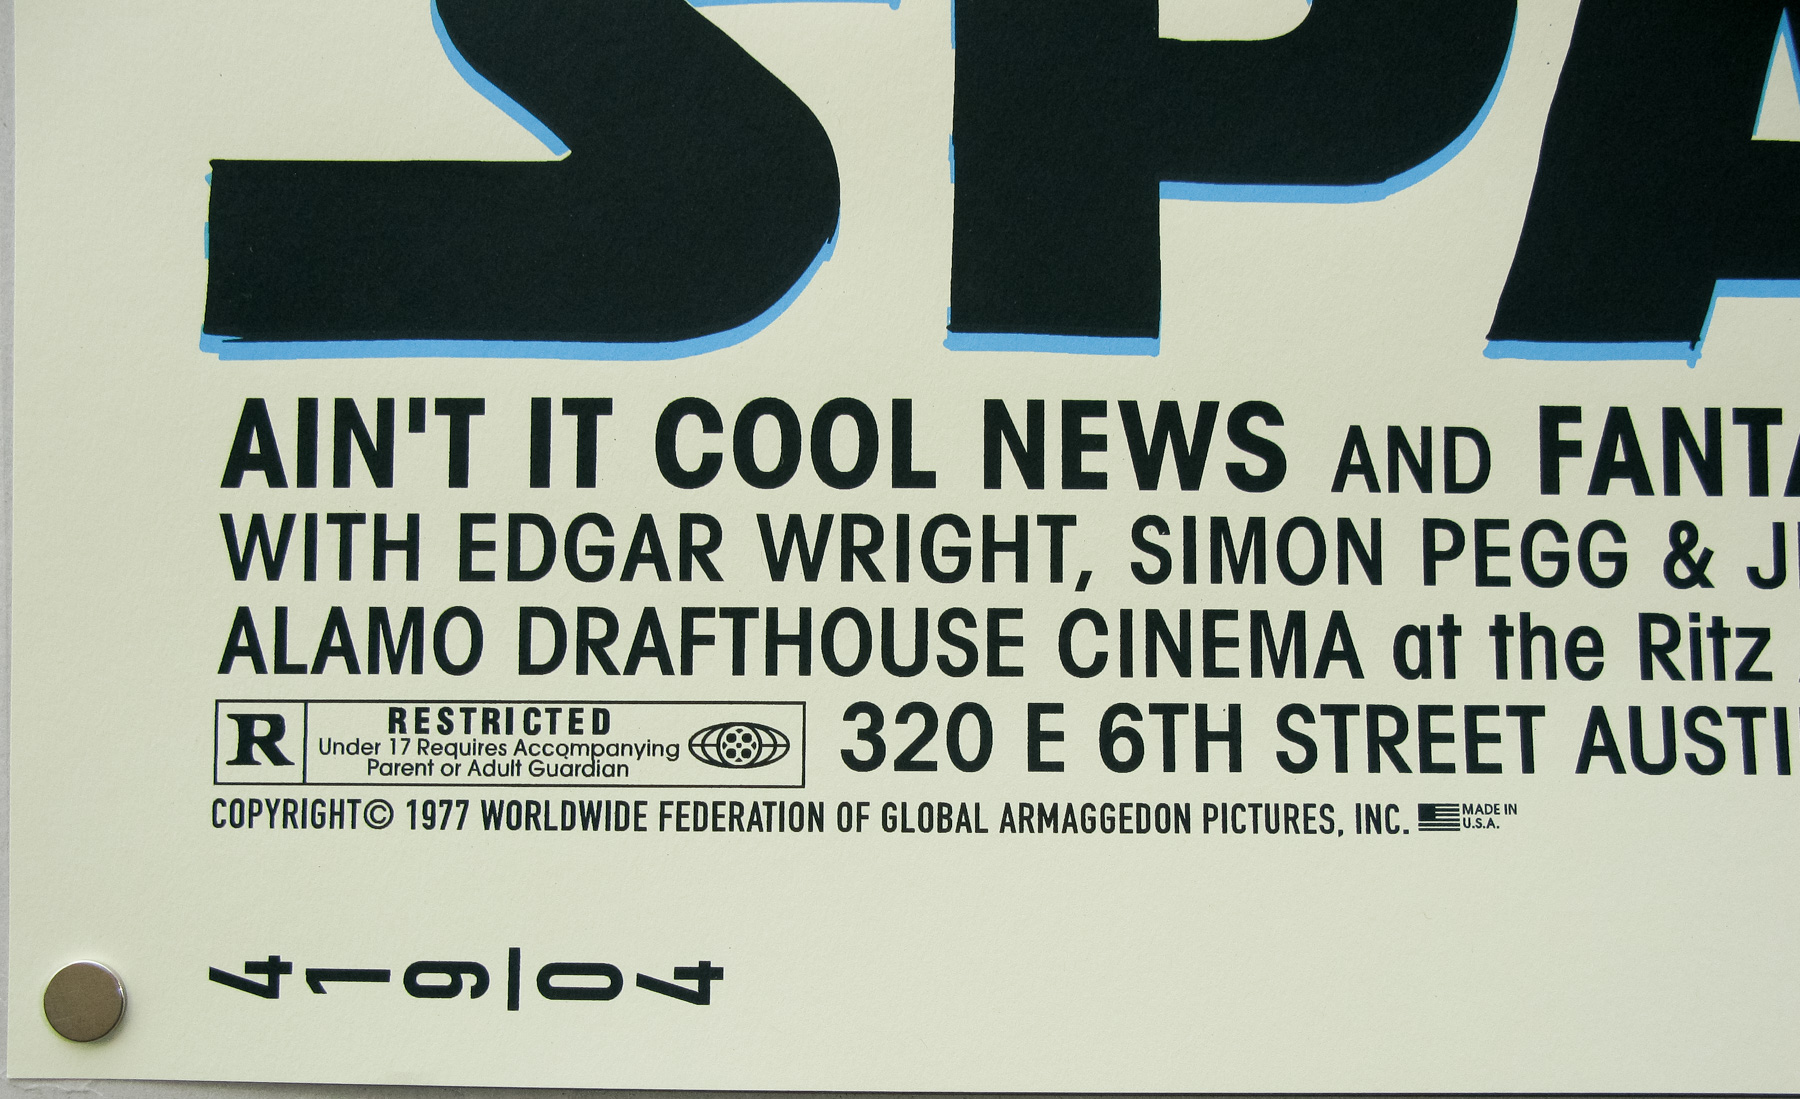 SPA
AIN'T IT COOL NEWS AND FANTA
WITH EDGAR WRIGHT, SIMON PEGG & J
ALAMO DRAFTHOUSE CINEMA at the Ritz
R
RESTRICTED
Under 17 Requires Accompanying
Parent or Adult Guardian
320 E 6TH STREET AUSTI
COPYRIGHT© 1977 WORLDWIDE FEDERATION OF GLOBAL ARMAGGEDON PICTURES, INC.
MADE IN
U.S.A.
419|04